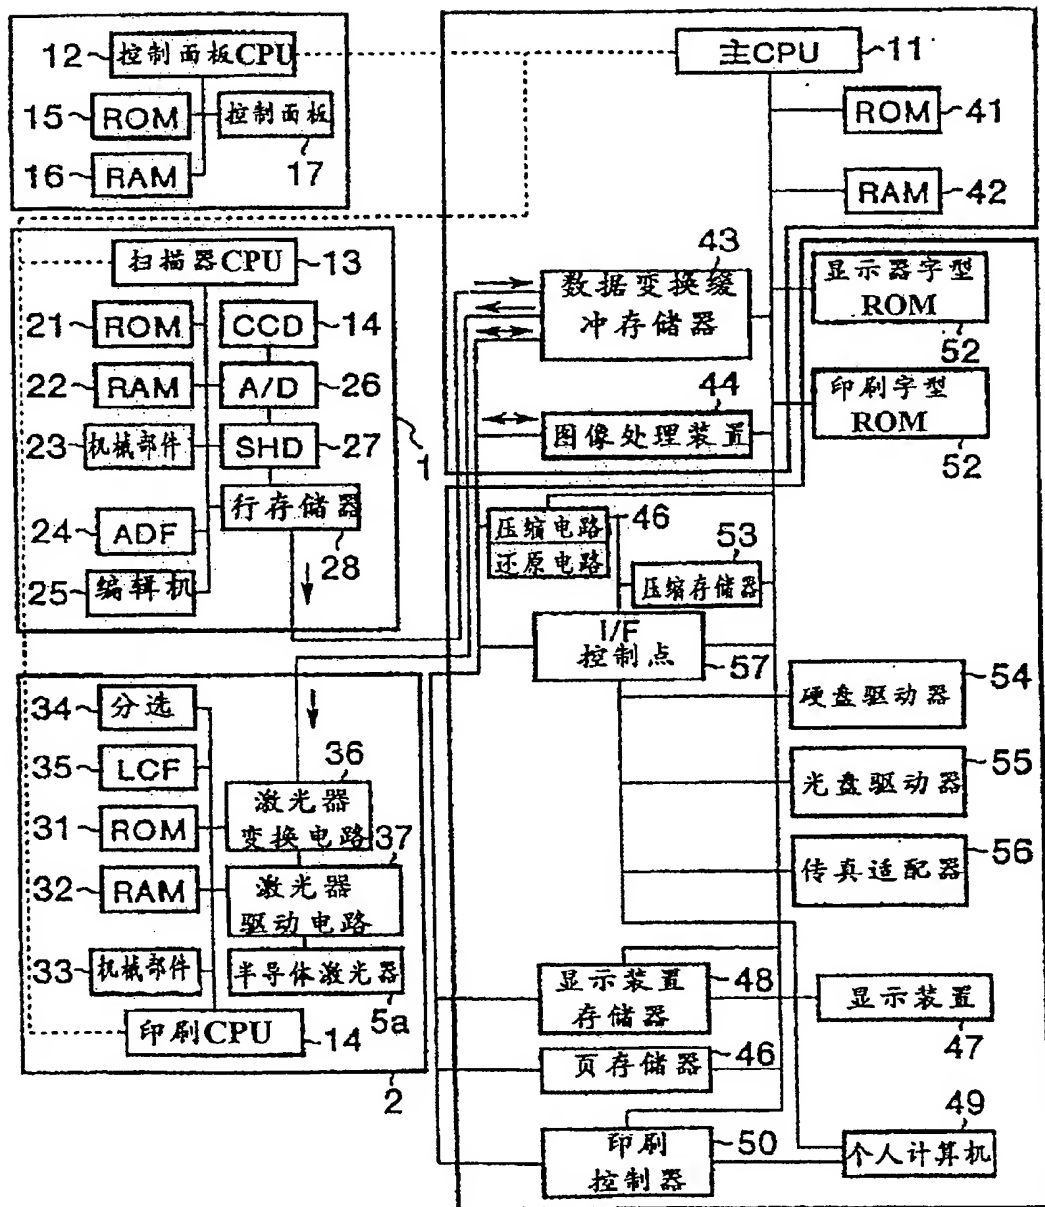 12 控制面板 CPU
15 ROM 控制面板
16 RAM 17
主CPU 11
ROM 41
RAM 42
扫描器CPU 13
21 ROM CCD 14
22 RAM A/D 26
23 机械部件 SHD 27
24 ADF 行存储器
28
25 编辑机
1
43
数据变换缓
冲存储器
44
图像处理装置
显示器字型
ROM
52
印刷字型
ROM
52
压缩电路 46
还原电路
53
压缩存储器
I/F
控制点
57
硬盘驱动器 54
光盘驱动器 55
传真适配器 56
34 分选
35 LCF
36
激光器
变换电路
31 ROM
37
激光器
驱动电路
32 RAM
33 机械部件 半导体激光器
5a
印刷CPU 14
2
显示装置
存储器
48
显示装置
47
页存储器 46
印刷
控制器
50
49
个人计算机